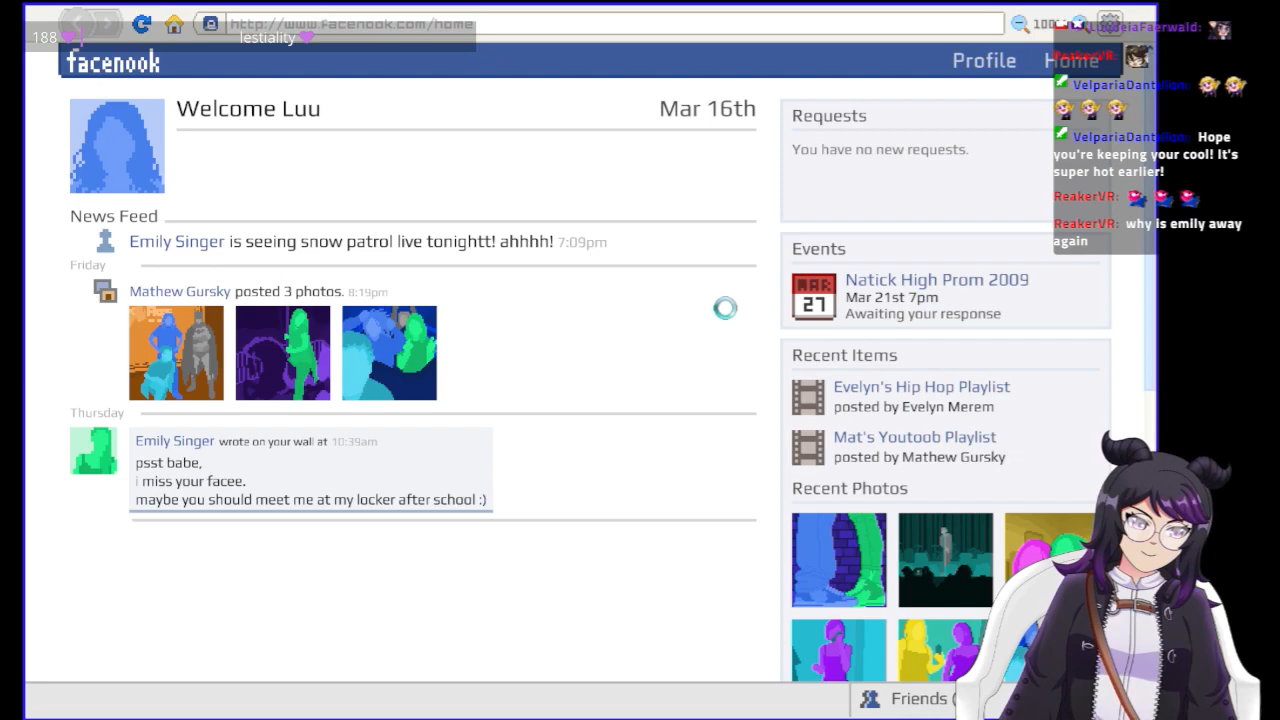 http://www.facenook.com/home
100%
188
lestiality
facenook
Profile
Home
Welcome Luu
Mar 16th
News Feed
Emily Singer is seeing snow patrol live tonightt! ahhhh! 7:09pm
Friday
Mathew Gursky posted 3 photos. 8:19pm
Thursday
Emily Singer wrote on your wall at 10:39am
psst babe,
i miss your facee.
maybe you should meet me at my locker after school :)
Requests
You have no new requests.
Events
MAR
27
Natick High Prom 2009
Mar 21st 7pm
Awaiting your response
Recent Items
Evelyn's Hip Hop Playlist
posted by Evelyn Merem
Mat's Youtoob Playlist
posted by Mathew Gursky
Recent Photos
Friends (
ReakerVR:
VelpariaDantalion:
VelpariaDantalion: Hope
you're keeping your cool! It's
super hot earlier!
ReakerVR:
ReakerVR: why is emily away
again